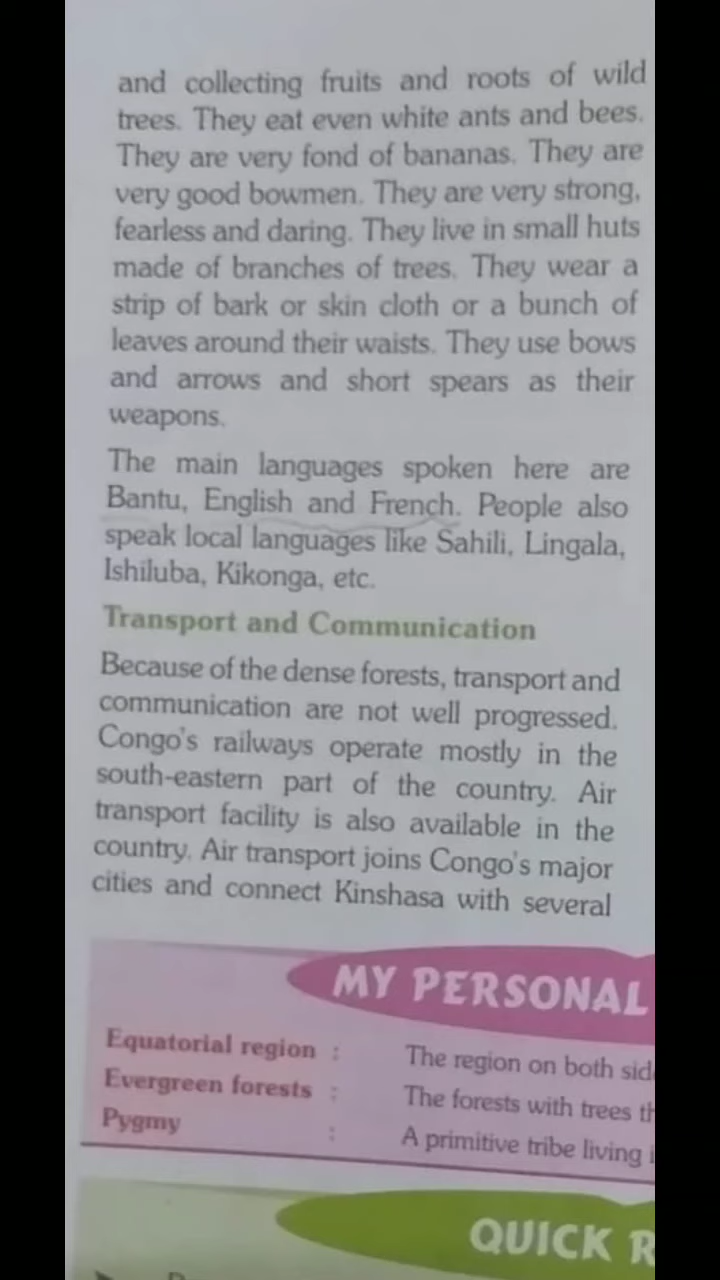 and collecting fruits and roots of wild
trees. They eat even white ants and bees.
They are very fond of bananas. They are
very good bowmen. They are very strong,
fearless and daring. They live in small huts
made of branches of trees. They wear a
strip of bark or skin cloth or a bunch of
leaves around their waists. They use bows
and arrows and short spears as their
weapons.
The main languages spoken here are
Bantu, English and French. People also
speak local languages like Sahili, Lingala,
Ishiluba, Kikonga, etc.
Transport and Communication
Because of the dense forests, transport and
communication are not well progressed.
Congo's railways operate mostly in the
south-eastern part of the country. Air
transport facility is also available in the
country. Air transport joins Congo's major
cities and connect Kinshasa with several
MY PERSONAL
Equatorial region : The region on both
Evergreen forests : The forests with trees
Pygmy : A primitive tribe living
QUICK